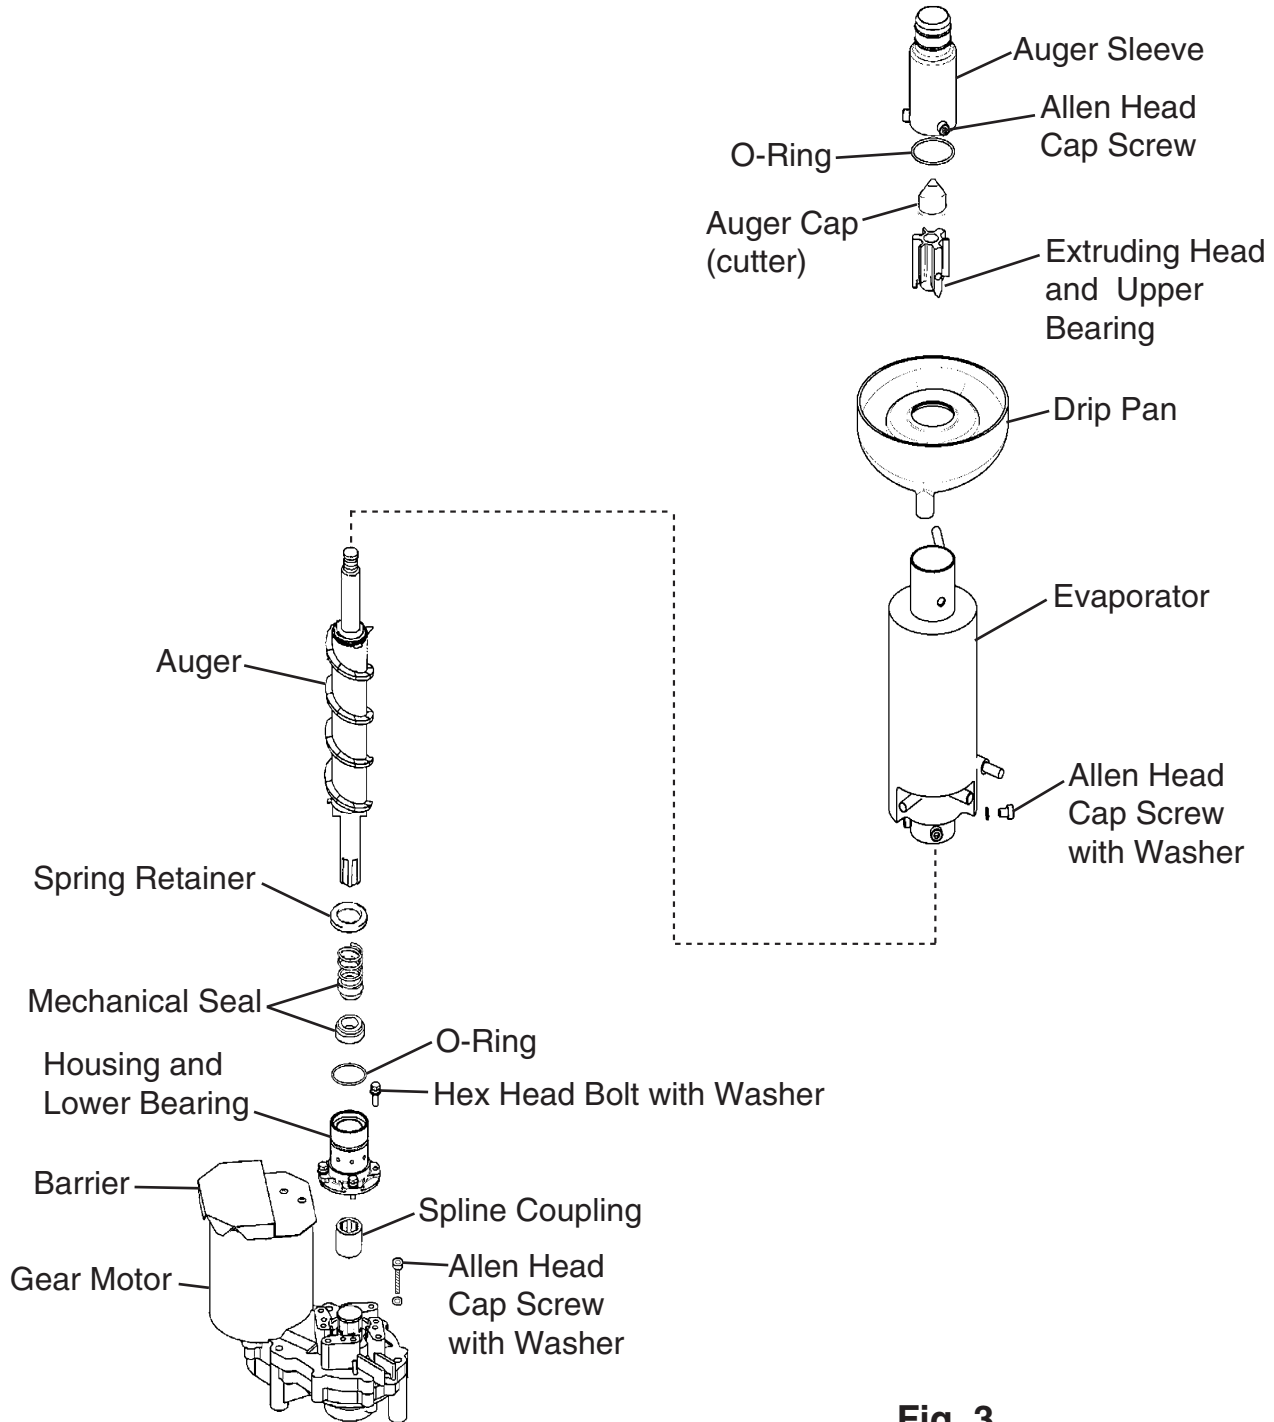 Auger Sleeve
Allen Head
Cap Screw
O-Ring
Auger Cap
(cutter)
Extruding Head
and Upper
Bearing
Drip Pan
Evaporator
Auger
Allen Head
Cap Screw
with Washer
Spring Retainer
Mechanical Seal
O-Ring
Housing and
Lower Bearing
Hex Head Bolt with Washer
Barrier
Spline Coupling
Gear Motor
Allen Head
Cap Screw
with Washer
Fig. 3